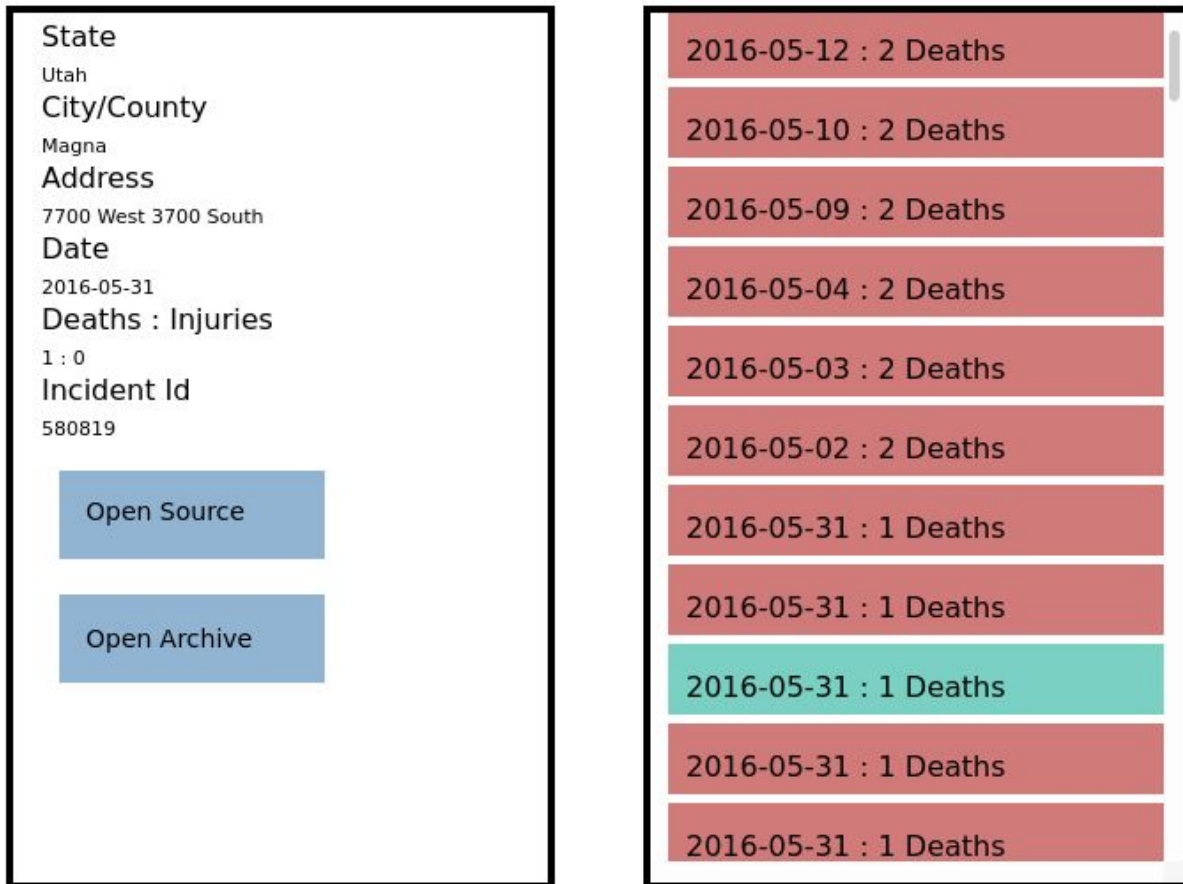 State
Utah
City/County
Magna
Address
7700 West 3700 South
Date
2016-05-31
Deaths : Injuries
1 : 0
Incident Id
580819
Open Source
Open Archive
2016-05-12 : 2 Deaths
2016-05-10 : 2 Deaths
2016-05-09 : 2 Deaths
2016-05-04 : 2 Deaths
2016-05-03 : 2 Deaths
2016-05-02 : 2 Deaths
2016-05-31 : 1 Deaths
2016-05-31 : 1 Deaths
2016-05-31 : 1 Deaths
2016-05-31 : 1 Deaths
2016-05-31 : 1 Deaths